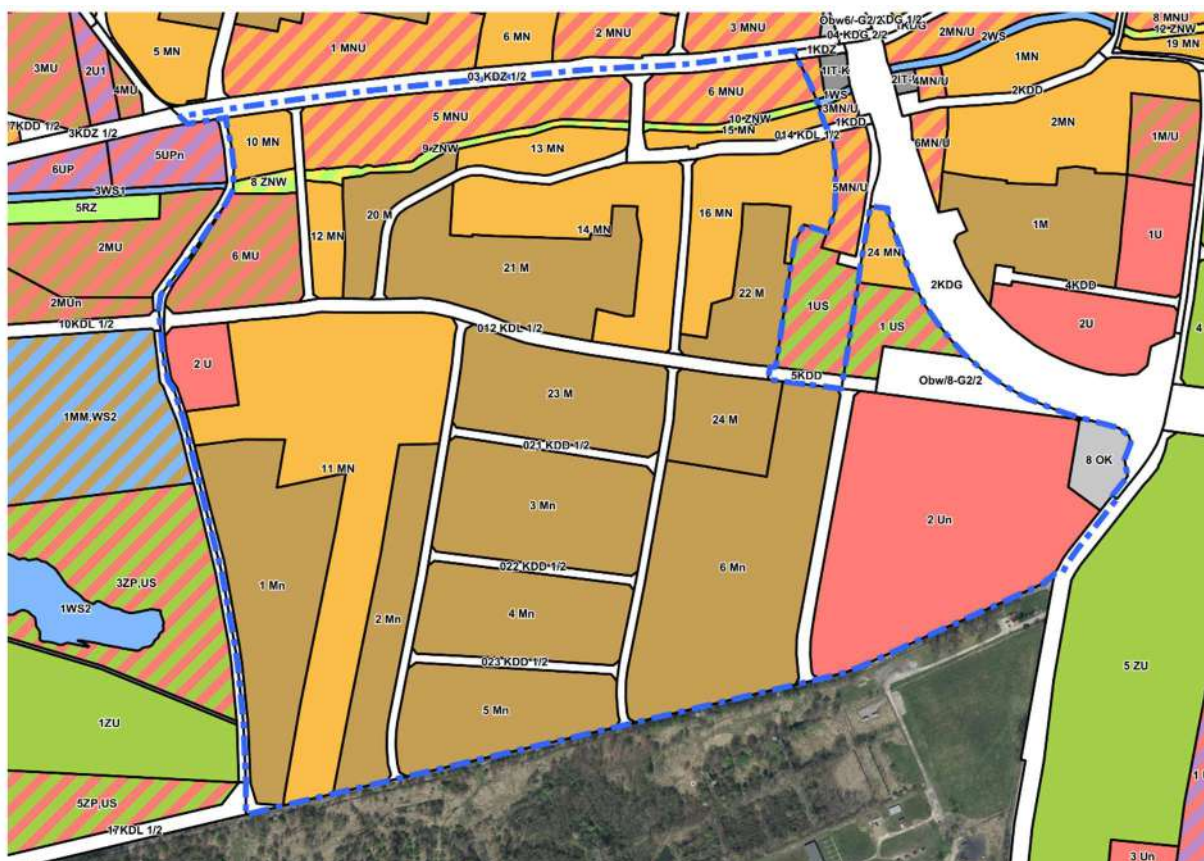 Obw6/-G2/2
5 MN
1 MNU
6 MN
2 MNU
3 MNU
04 KDG 2/2
2MN/U
2WS
8 MNU
12 ZNW
19 MN
3MU
2U1
4MU
03 KDZ 1/2
1KDZ
1IT-K
4MN/U
1MN
7KDD 1/2
3KDZ 1/2
5 MNU
6 MNU
1WS
3MN/U
2KDD
10 MN
10 ZNW
15 MN
1KDD
014 KDL 1/2
2MN
1M/U
5UPn
6UP
9 ZNW
13 MN
6MN/U
3WS1
8 ZNW
5MN/U
5RZ
20 M
16 MN
2MU
6 MU
12 MN
14 MN
24 MN
1M
1U
21 M
2KDG
4KDD
2MUn
22 M
1US
1 US
2U
10KDL 1/2
012 KDL 1/2
4
2 U
5KDD
Obw/8-G2/2
1MM,WS2
23 M
24 M
021 KDD 1/2
11 MN
8 OK
3 Mn
2 Un
3ZP,US
022 KDD 1/2
6 Mn
1 Mn
1WS2
4 Mn
2 Mn
023 KDD 1/2
5 ZU
5 Mn
1ZU
5ZP,US
17KDL 1/2
3 Un